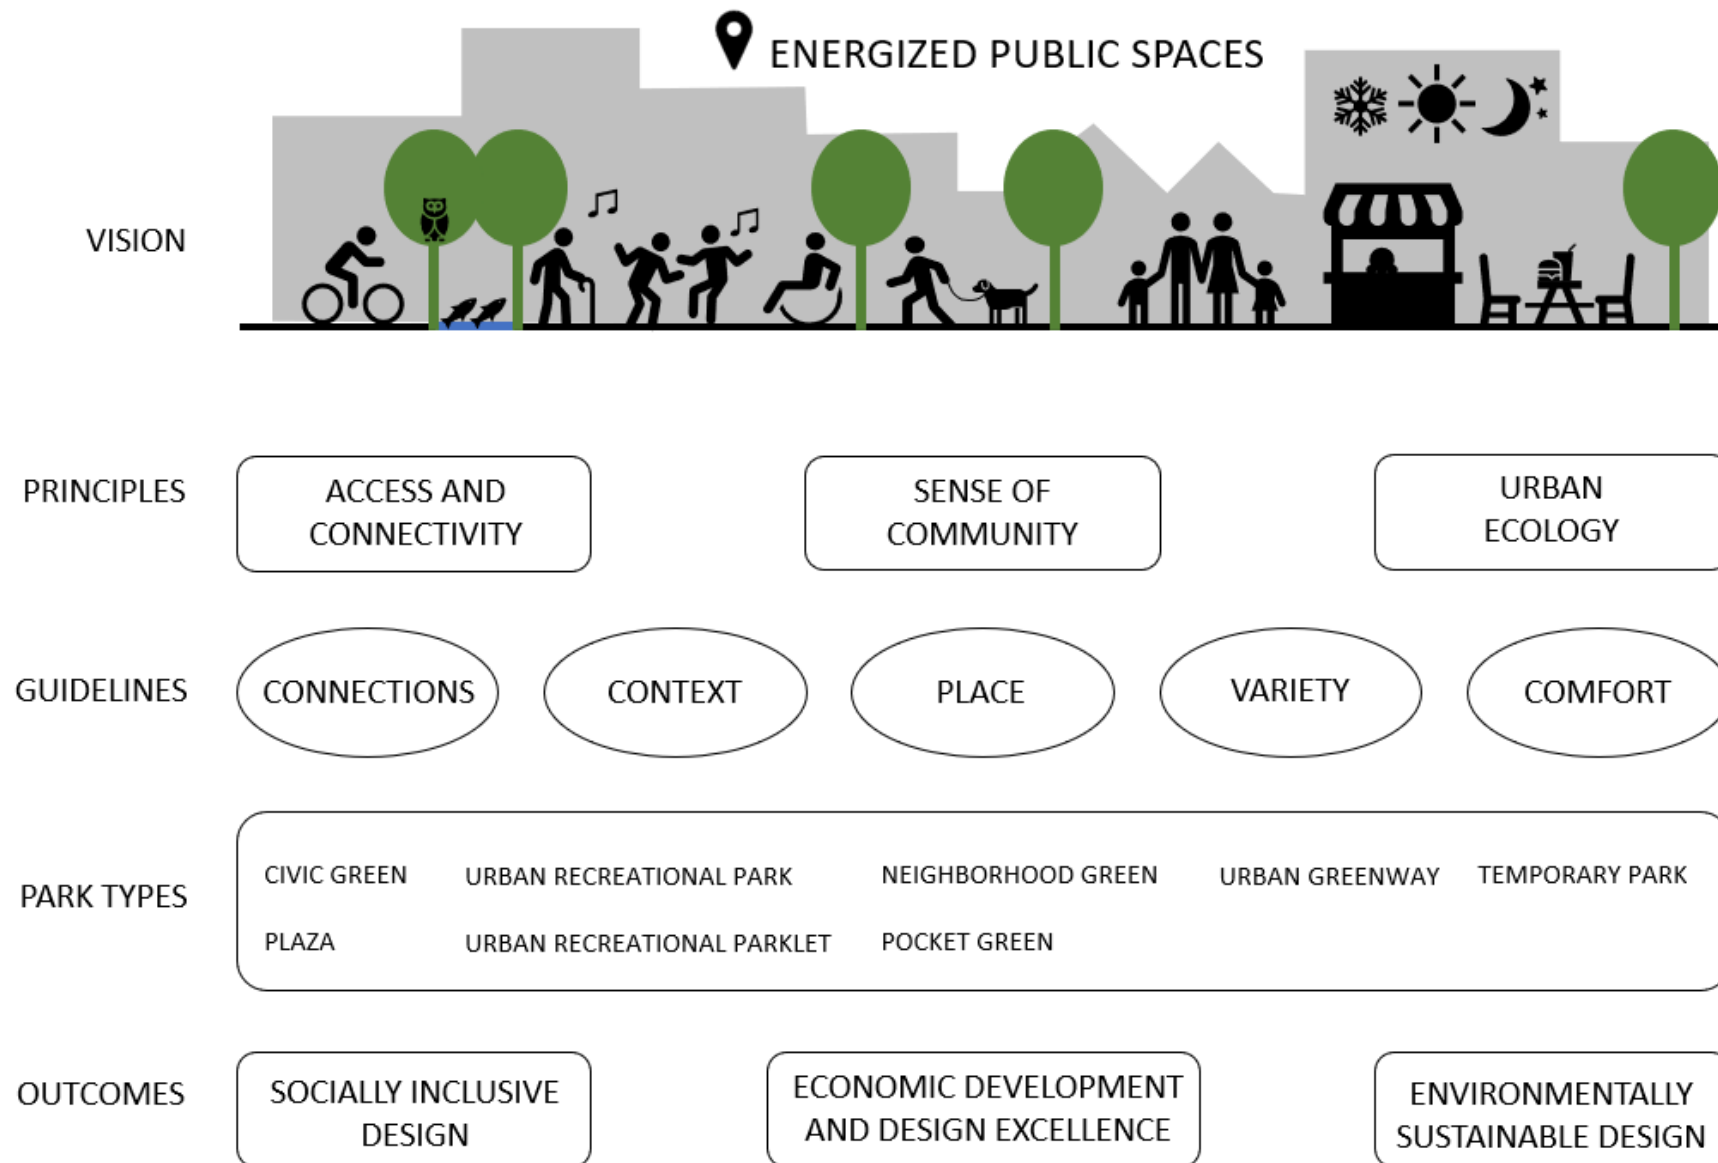 ENERGIZED PUBLIC SPACES
VISION
PRINCIPLES
ACCESS AND
CONNECTIVITY
SENSE OF
COMMUNITY
URBAN
ECOLOGY
GUIDELINES
CONNECTIONS
CONTEXT
PLACE
VARIETY
COMFORT
PARK TYPES
CIVIC GREEN
URBAN RECREATIONAL PARK
NEIGHBORHOOD GREEN
URBAN GREENWAY
TEMPORARY PARK
PLAZA
URBAN RECREATIONAL PARKLET
POCKET GREEN
OUTCOMES
SOCIALLY INCLUSIVE
DESIGN
ECONOMIC DEVELOPMENT
AND DESIGN EXCELLENCE
ENVIRONMENTALLY
SUSTAINABLE DESIGN